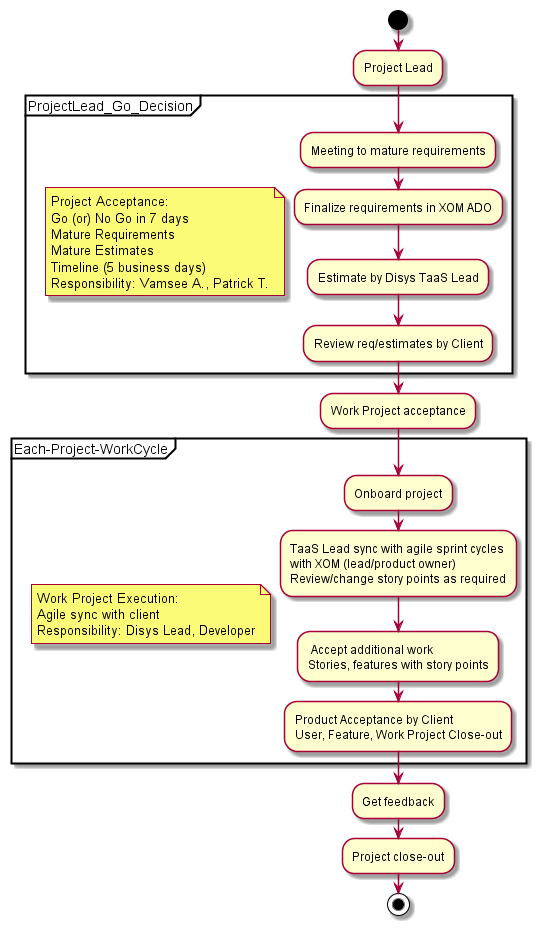 Project Lead
ProjectLead_Go_Decision
Meeting to mature requirements
Project Acceptance:
Go (or) No Go in 7 days
Mature Requirements
Mature Estimates
Timeline (5 business days)
Responsibility: Vamsee A., Patrick T.
Finalize requirements in XOM ADO
Estimate by Disys TaaS Lead
Review req/estimates by Client
Work Project acceptance
Each-Project-WorkCycle
Onboard project
TaaS Lead sync with agile sprint cycles
with XOM (lead/product owner)
Review/change story points as required
Work Project Execution:
Agile sync with client
Responsibility: Disys Lead, Developer
Accept additional work
Stories, features with story points
Product Acceptance by Client
User, Feature, Work Project Close-out
Get feedback
Project close-out